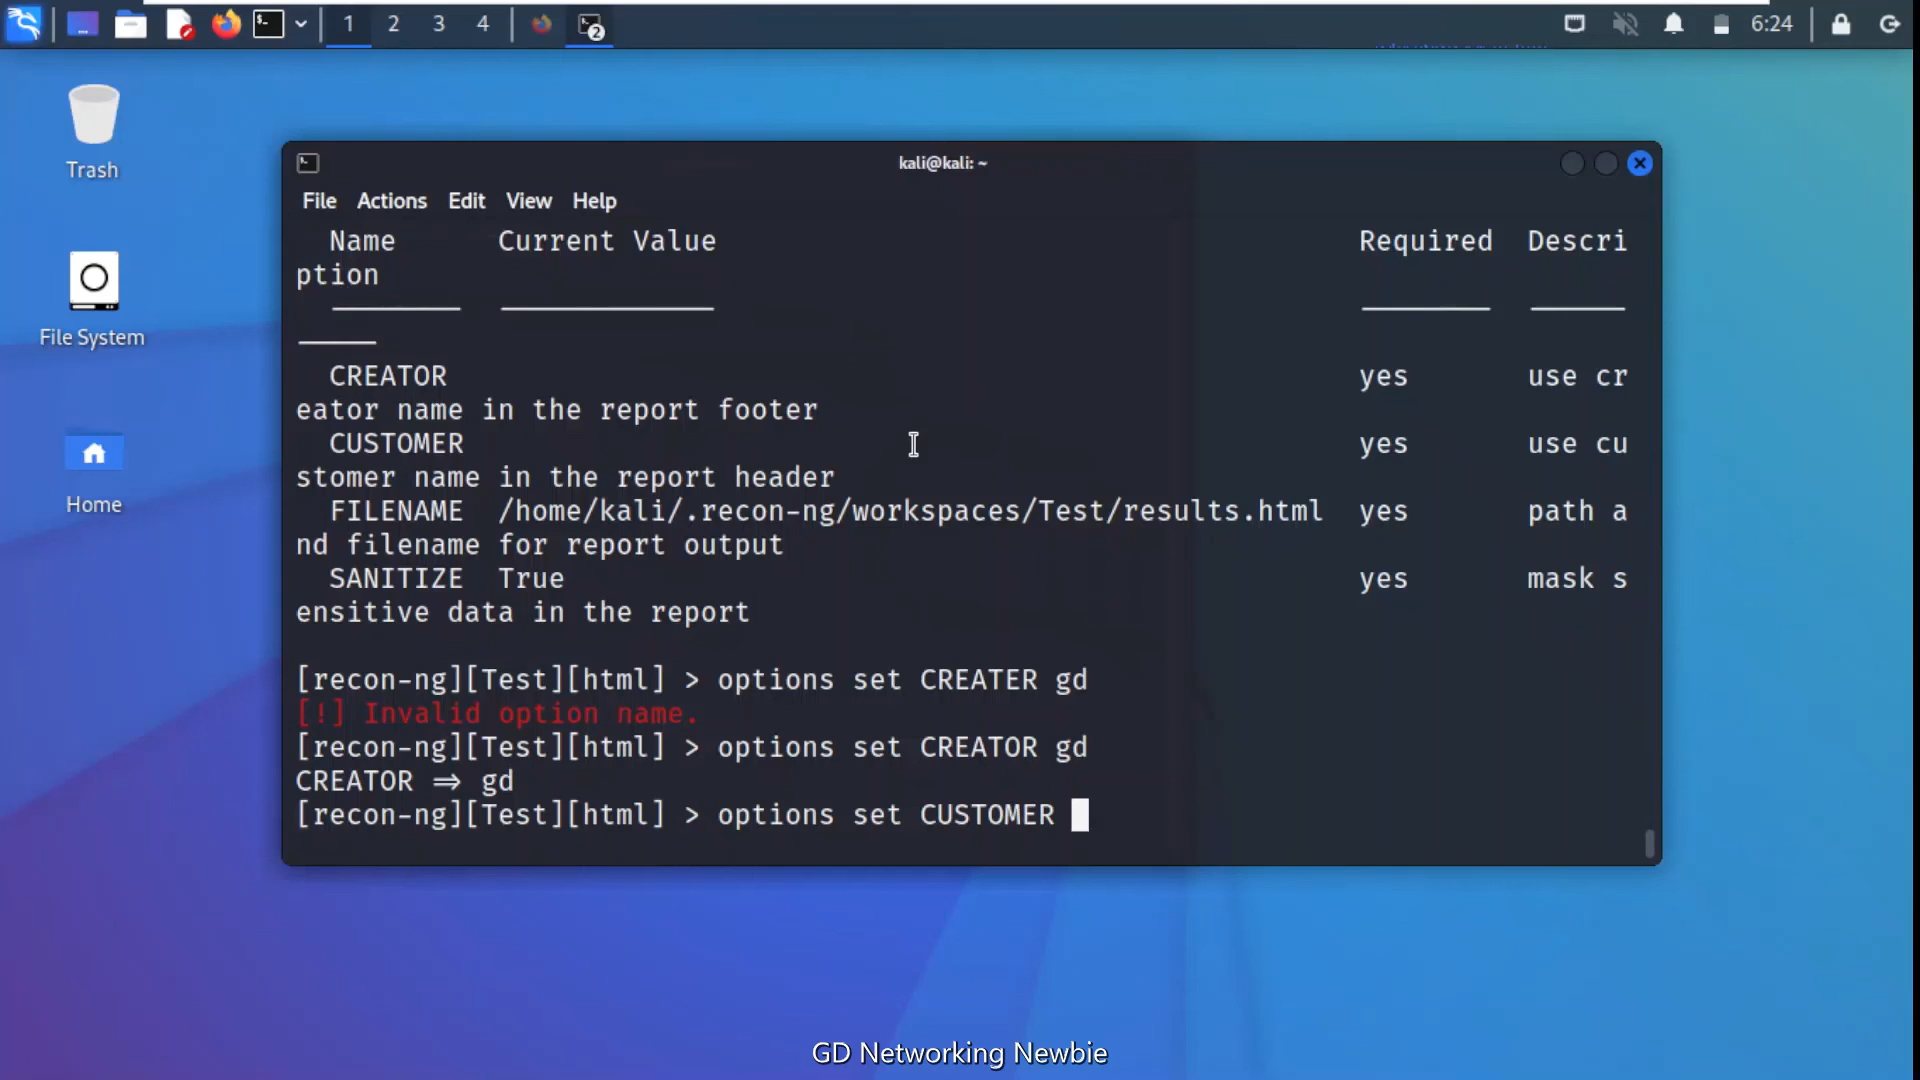 1 2 3 4 2 6:24
Trash
File System
Home
kali@kali: ~
File Actions Edit View Help
Name Current Value Required Descri
ption
CREATOR yes use cr
eator name in the report footer
CUSTOMER yes use cu
stomer name in the report header
FILENAME /home/kali/.recon-ng/workspaces/Test/results.html yes path a
nd filename for report output
SANITIZE True yes mask s
ensitive data in the report
[recon-ng][Test][html] > options set CREATER gd
[!] Invalid option name.
[recon-ng][Test][html] > options set CREATOR gd
CREATOR ⇒ gd
[recon-ng][Test][html] > options set CUSTOMER
GD Networking Newbie